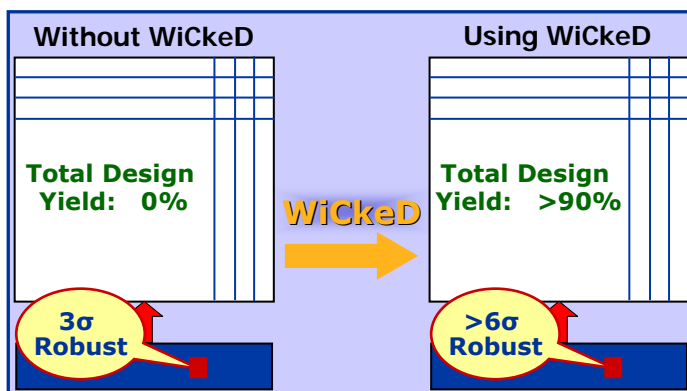 Without WiCkeD
Using WiCkeD
Total Design
Yield: 0%
WiCkeD
Total Design
Yield: >90%
3σ
Robust
>6σ
Robust